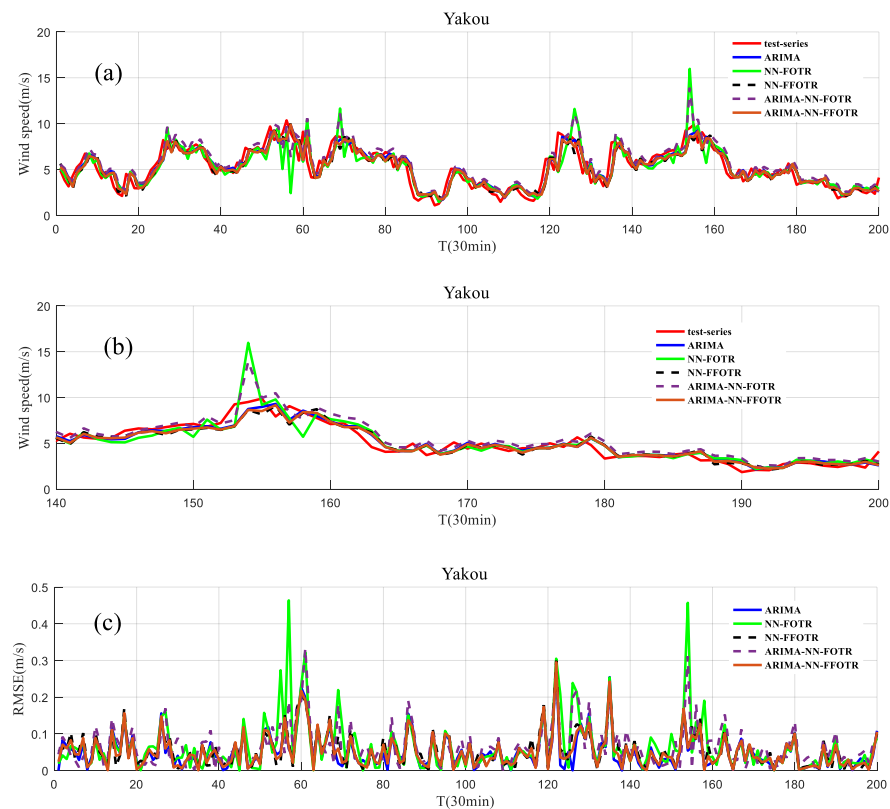 Yakou
20
15
10
5
0
Wind speed(m/s)
(a)
test-series
ARIMA
NN-FOTR
NN-FFOTR
ARIMA-NN-FOTR
ARIMA-NN-FFOTR
0 20 40 60 80 100 120 140 160 180 200
T(30min)
Yakou
20
15
10
5
0
Wind speed(m/s)
(b)
test-series
ARIMA
NN-FOTR
NN-FFOTR
ARIMA-NN-FOTR
ARIMA-NN-FFOTR
140 150 160 170 180 190 200
T(30min)
Yakou
0.5
0.4
0.3
0.2
0.1
0
RMSE(m/s)
(c)
ARIMA
NN-FOTR
NN-FFOTR
ARIMA-NN-FOTR
ARIMA-NN-FFOTR
0 20 40 60 80 100 120 140 160 180 200
T(30min)